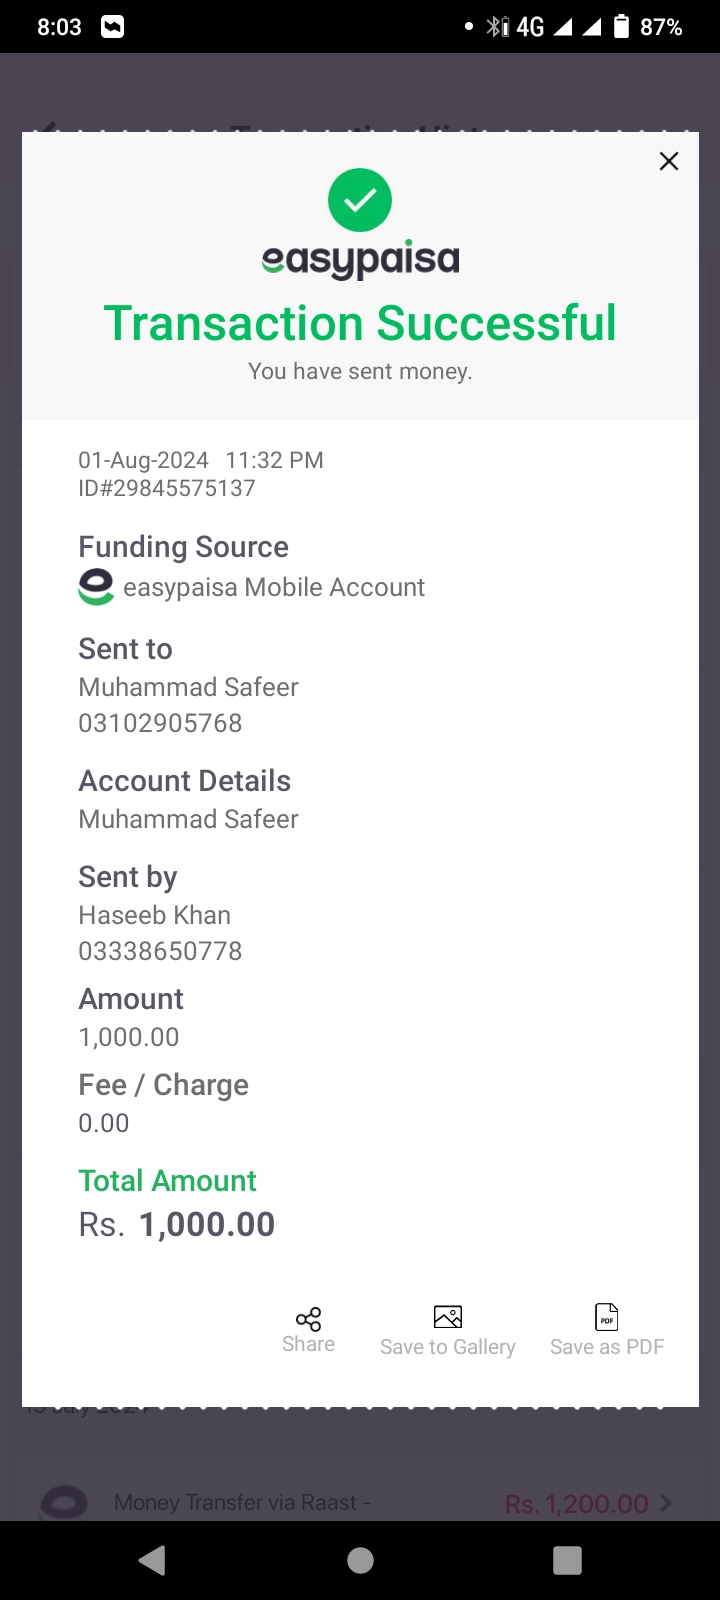 8:03
4G 87%
easypaisa
Transaction Successful
You have sent money.
01-Aug-2024 11:32 PM
ID#29845575137
Funding Source
easypaisa Mobile Account
Sent to
Muhammad Safeer
03102905768
Account Details
Muhammad Safeer
Sent by
Haseeb Khan
03338650778
Amount
1,000.00
Fee / Charge
0.00
Total Amount
Rs. 1,000.00
PDF
Share Save to Gallery Save as PDF
Money Transfer via Raast - Rs. 1,200.00